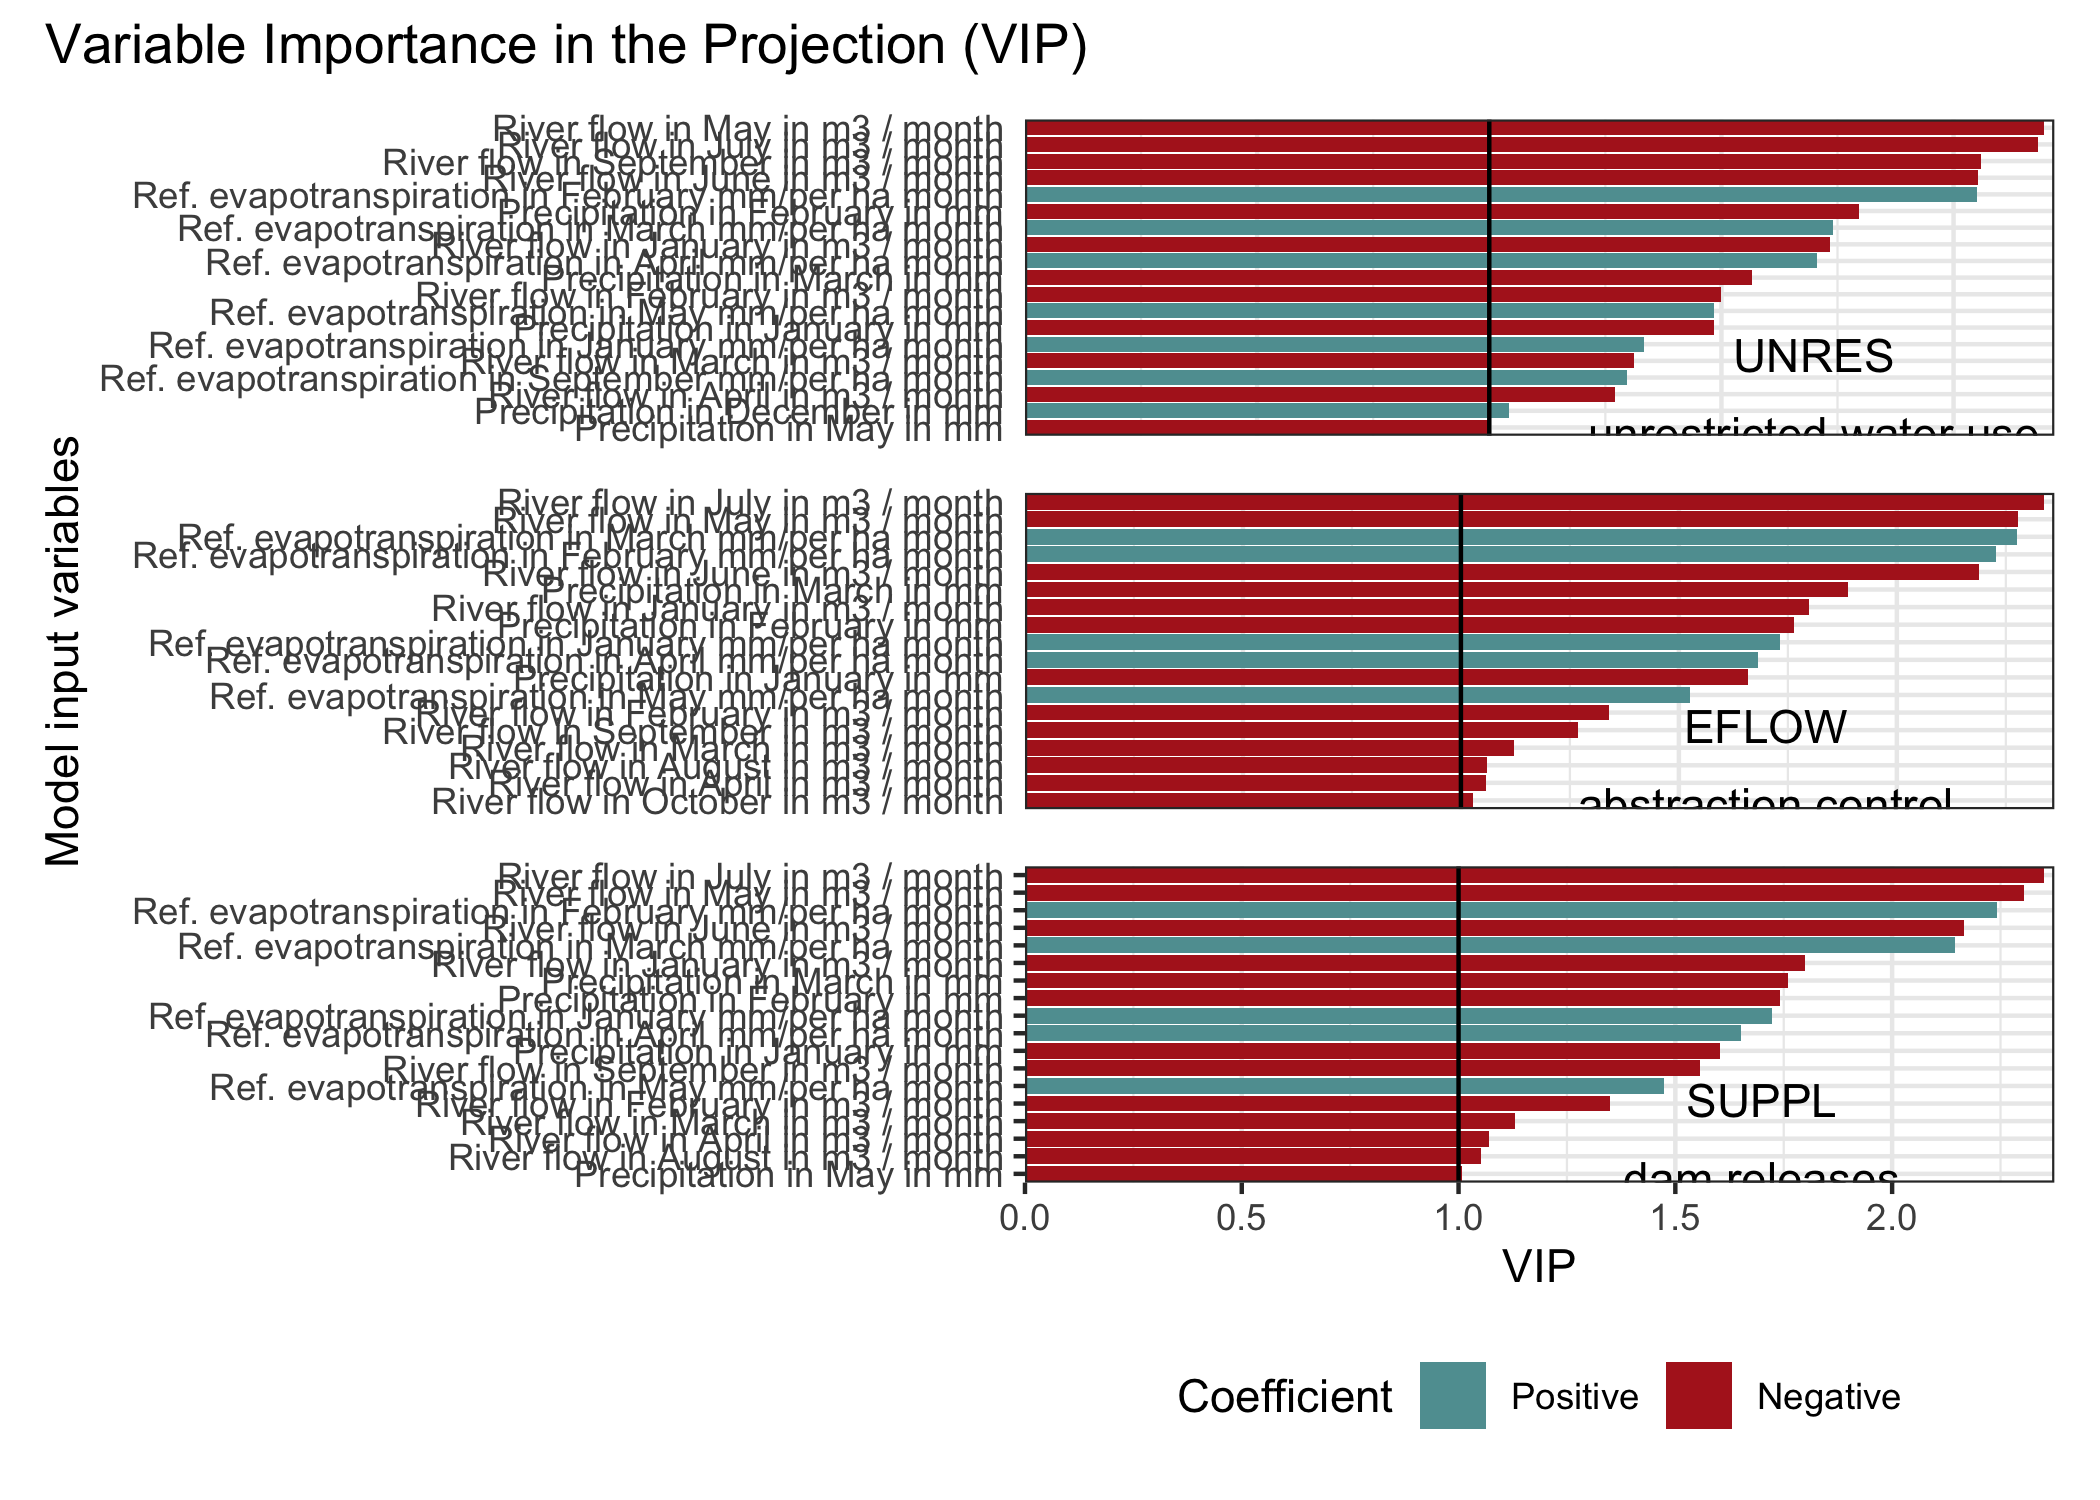 Variable Importance in the Projection (VIP)
Model input variables
River flow in May in m3 / month
River flow in July in m3 / month
River flow in September in m3 / month
River flow in June in m3 / month
Ref. evapotranspiration in February mm/per ha month
Precipitation in February in mm
Ref. evapotranspiration in March mm/per ha month
River flow in January in m3 / month
Ref. evapotranspiration in April mm/per ha month
Precipitation in March in mm
River flow in February in m3 / month
Ref. evapotranspiration in May mm/per ha month
Precipitation in January in mm
Ref. evapotranspiration in January mm/per ha month
River flow in March in m3 / month
Ref. evapotranspiration in September mm/per ha month
River flow in April in m3 / month
Precipitation in December in mm
Precipitation in May in mm
UNRES
unrestricted water use
River flow in July in m3 / month
River flow in May in m3 / month
Ref. evapotranspiration in March mm/per ha month
Ref. evapotranspiration in February mm/per ha month
River flow in June in m3 / month
Precipitation in March in mm
River flow in January in m3 / month
Precipitation in February in mm
Ref. evapotranspiration in January mm/per ha month
Ref. evapotranspiration in April mm/per ha month
Precipitation in January in mm
Ref. evapotranspiration in May mm/per ha month
River flow in February in m3 / month
River flow in September in m3 / month
River flow in March in m3 / month
River flow in August in m3 / month
River flow in April in m3 / month
River flow in October in m3 / month
EFLOW
abstraction control
River flow in July in m3 / month
River flow in May in m3 / month
Ref. evapotranspiration in February mm/per ha month
River flow in June in m3 / month
Ref. evapotranspiration in March mm/per ha month
River flow in January in m3 / month
Precipitation in March in mm
Precipitation in February in mm
Ref. evapotranspiration in January mm/per ha month
Ref. evapotranspiration in April mm/per ha month
Precipitation in January in mm
River flow in September in m3 / month
Ref. evapotranspiration in May mm/per ha month
River flow in February in m3 / month
River flow in March in m3 / month
River flow in April in m3 / month
River flow in August in m3 / month
Precipitation in May in mm
SUPPL
dam releases
0.0 0.5 1.0 1.5 2.0
VIP
Coefficient Positive Negative